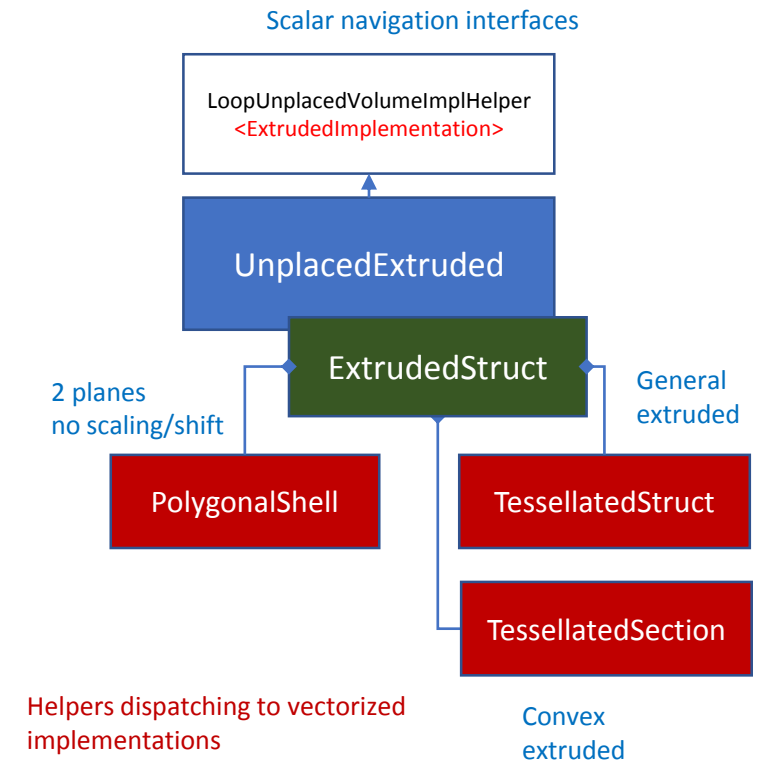 Scalar navigation interfaces
LoopUnplacedVolumeImplHelper
<ExtrudedImplementation>
UnplacedExtruded
ExtrudedStruct
2 planes
no scaling/shift
General
extruded
PolygonalShell
TessellatedStruct
TessellatedSection
Helpers dispatching to vectorized
implementations
Convex
extruded